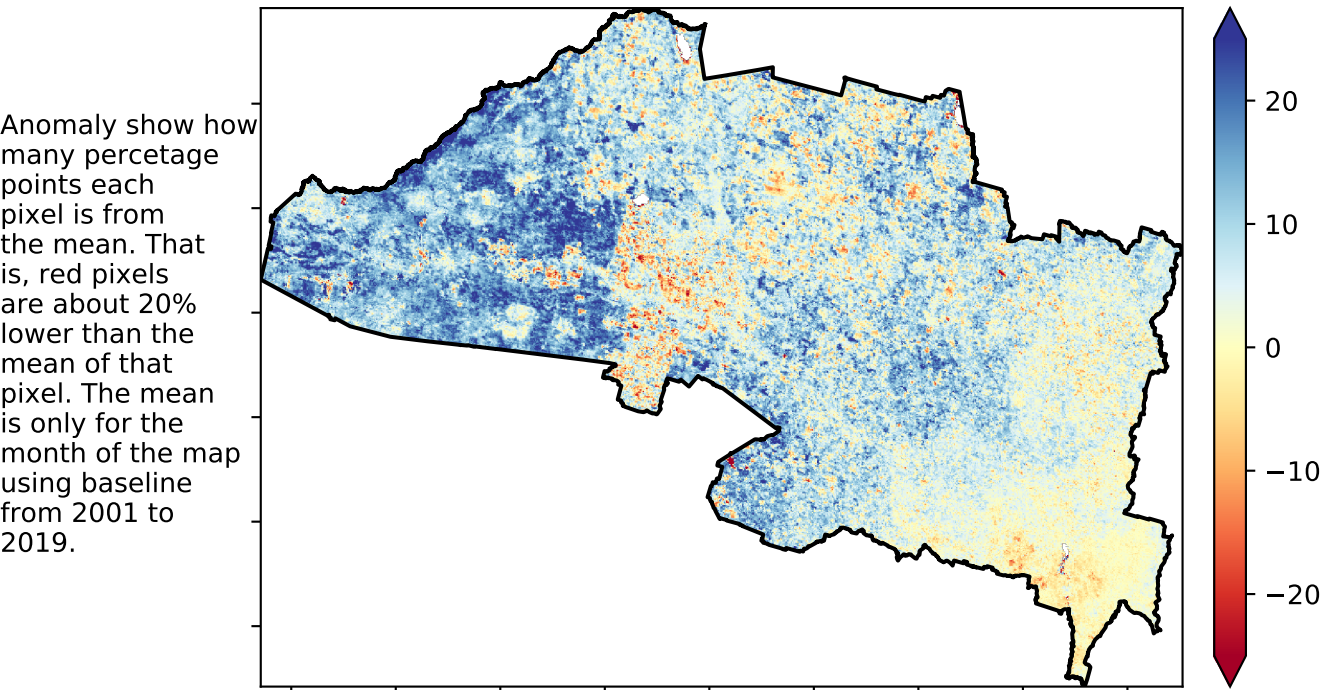 Anomaly show how
many percetage
points each
pixel is from
the mean. That
is, red pixels
are about 20%
lower than the
mean of that
pixel. The mean
is only for the
month of the map
using baseline
from 2001 to
2019.
20
10
0
−10
−20